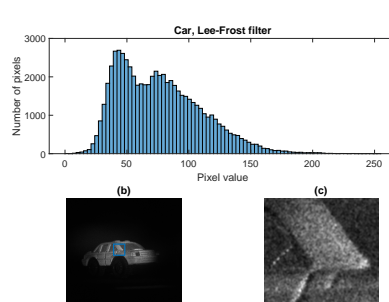 Car, Lee-Frost filter
3000
2000
1000
0
Number of pixels
0 50 100 150 200 250
Pixel value
(b) (c)